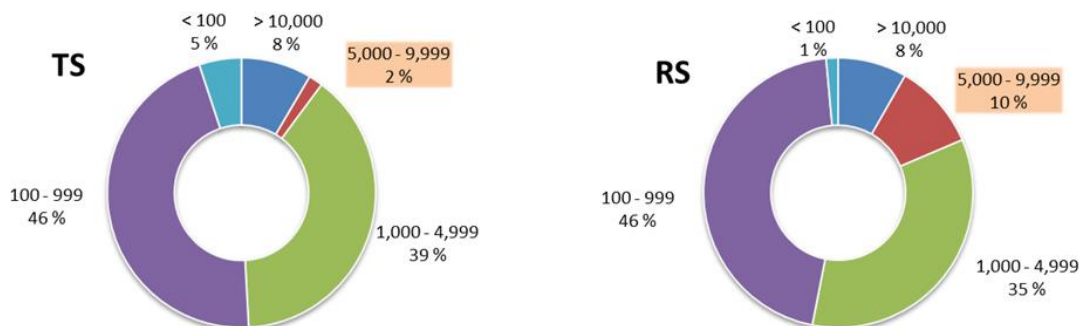 TS
< 100
5 %
> 10,000
8 %
5,000 - 9,999
2 %
100 - 999
46 %
1,000 - 4,999
39 %
RS
< 100
1 %
> 10,000
8 %
5,000 - 9,999
10 %
100 - 999
46 %
1,000 - 4,999
35 %